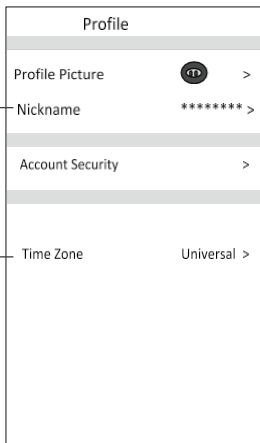 Profile
Profile Picture >
Nickname ******** >
Account Security >
Time Zone Universal >